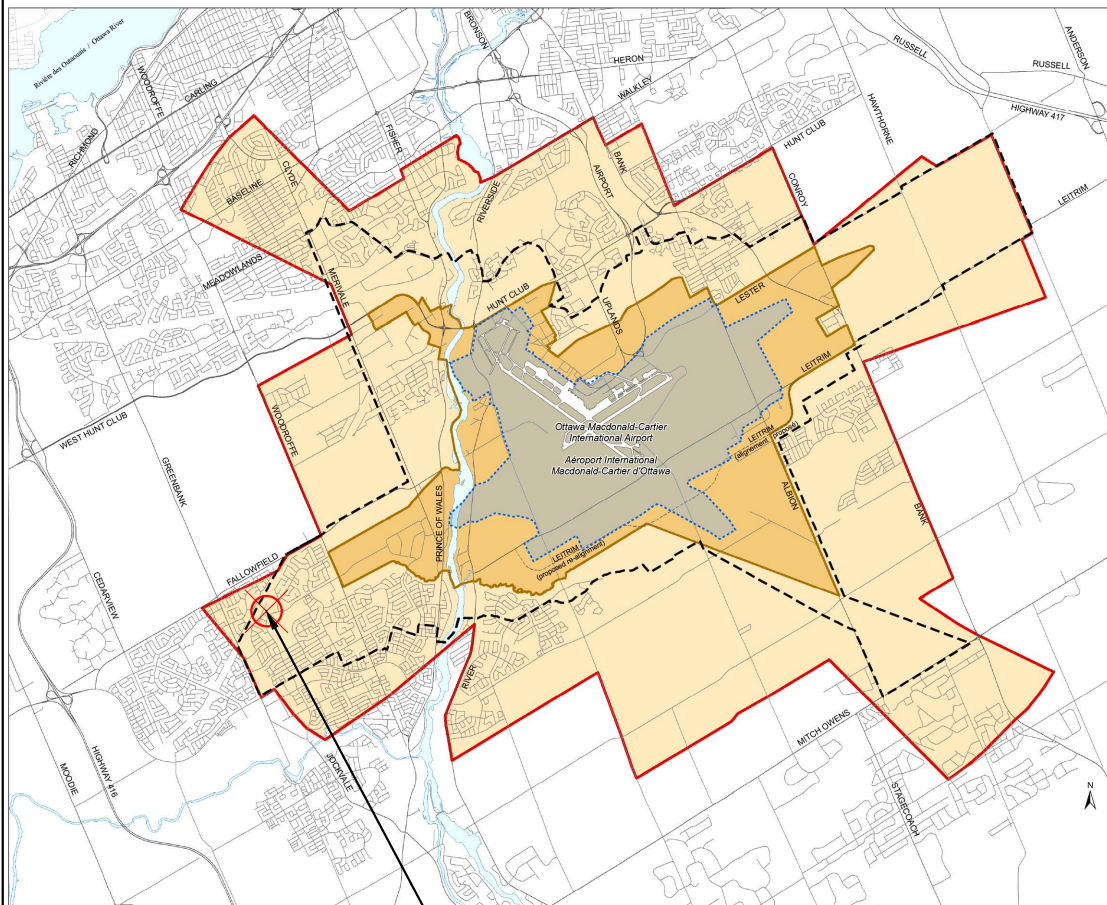 Rivière des Outaouais / Ottawa River
WOODROFFE
CARLING
RICHMOND
BRONSON
HERON
WALKLEY
RUSSELL
ANDERSON
RUSSELL
HIGHWAY 417
HAWTHORNE
HUNT CLUB
FISHER
CLYDE
BASELINE
MEADOWLANDS
MERIVALE
RIVERSIDE
AIRPORT
BANK
CONROY
LEITRIM
HUNT CLUB
UPLANDS
LESTER
LEITRIM
WEST HUNT CLUB
WOODROFFE
GREENBANK
Ottawa Macdonald-Cartier
International Airport
Aéroport International
Macdonald-Cartier d'Ottawa
LEITRIM
(alignement proposé)
ALBION
BANK
PRINCE OF WALES
LEITRIM
(proposed re-alignment)
FALLOWFIELD
CEDARVIEW
RIVER
MITCH OWENS
JOCKVALE
HIGHWAY 416
MOODIE
STAGECOACH
N